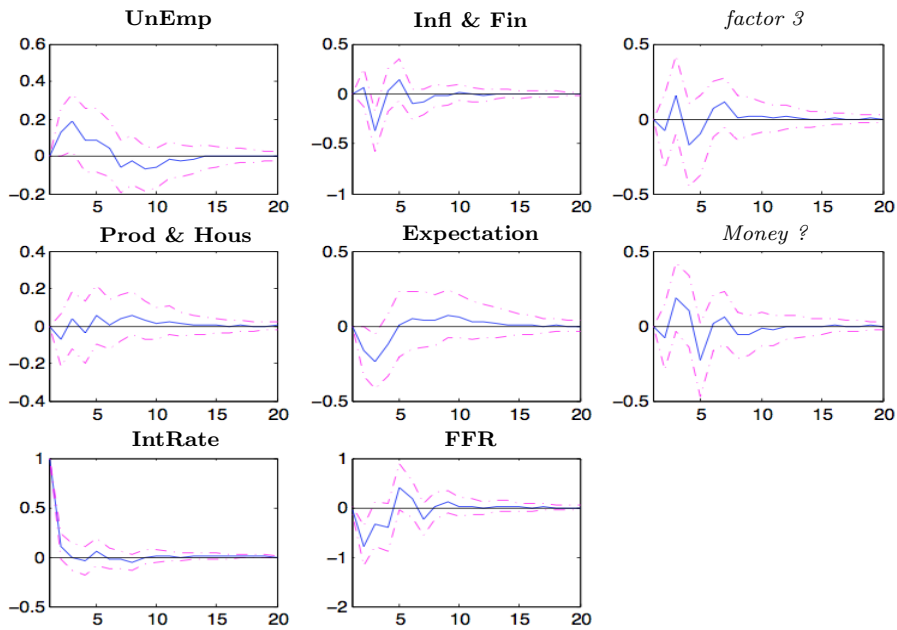 UnEmp Infl & Fin factor 3
0.6 0.5 0.5
0.4
0.2 0 0
0 −0.5
−0.2 −1 −0.5
5 10 15 20 5 10 15 20 5 10 15 20
Prod & Hous Expectation Money ?
0.4 0.5 0.5
0.2
0 0 0
−0.2
−0.4 −0.5 −0.5
5 10 15 20 5 10 15 20 5 10 15 20
IntRate FFR
1 1
0.5 0
0 −1
−0.5 −2
5 10 15 20 5 10 15 20